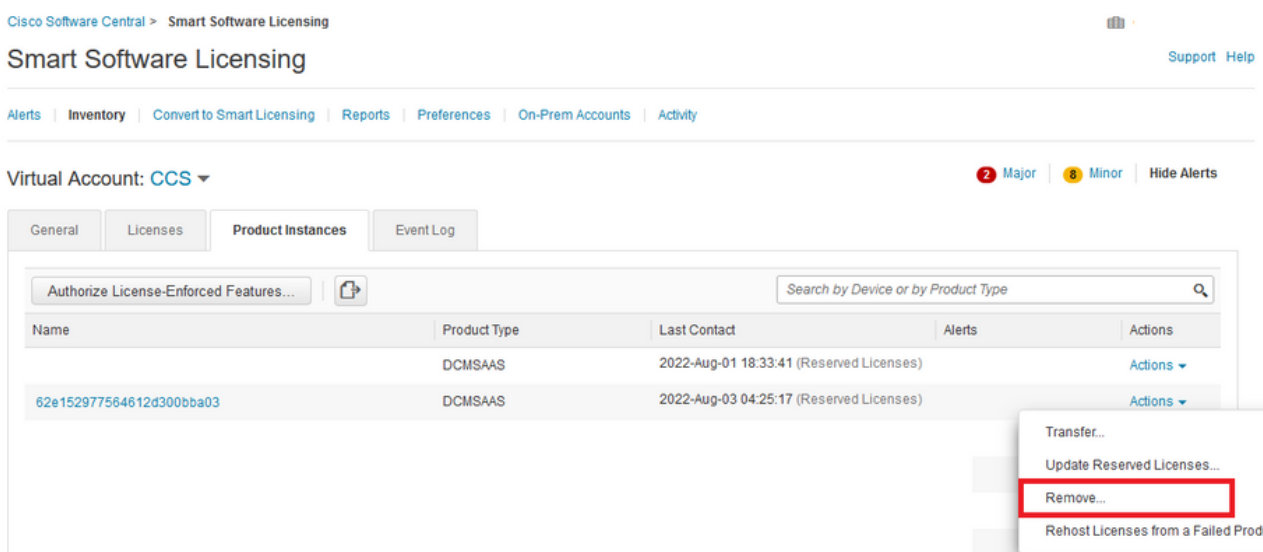 Cisco Software Central > Smart Software Licensing
Smart Software Licensing
Support Help
Alerts | Inventory | Convert to Smart Licensing | Reports | Preferences | On-Prem Accounts | Activity
Virtual Account: CCS
2 Major | 8 Minor | Hide Alerts
General Licenses Product Instances Event Log
Authorize License-Enforced Features...
Search by Device or by Product Type
Name Product Type Last Contact Alerts Actions
DCMSAAS 2022-Aug-01 18:33:41 (Reserved Licenses) Actions
62e152977564612d300bba03 DCMSAAS 2022-Aug-03 04:25:17 (Reserved Licenses) Actions
Transfer...
Update Reserved Licenses...
Remove...
Rehost Licenses from a Failed Prod